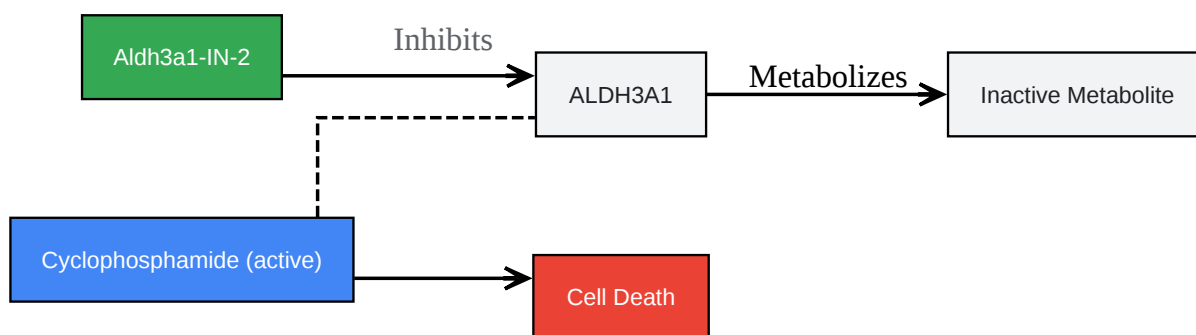 Inhibits
Aldh3a1-IN-2
Metabolizes
ALDH3A1
Inactive Metabolite
Cyclophosphamide (active)
Cell Death